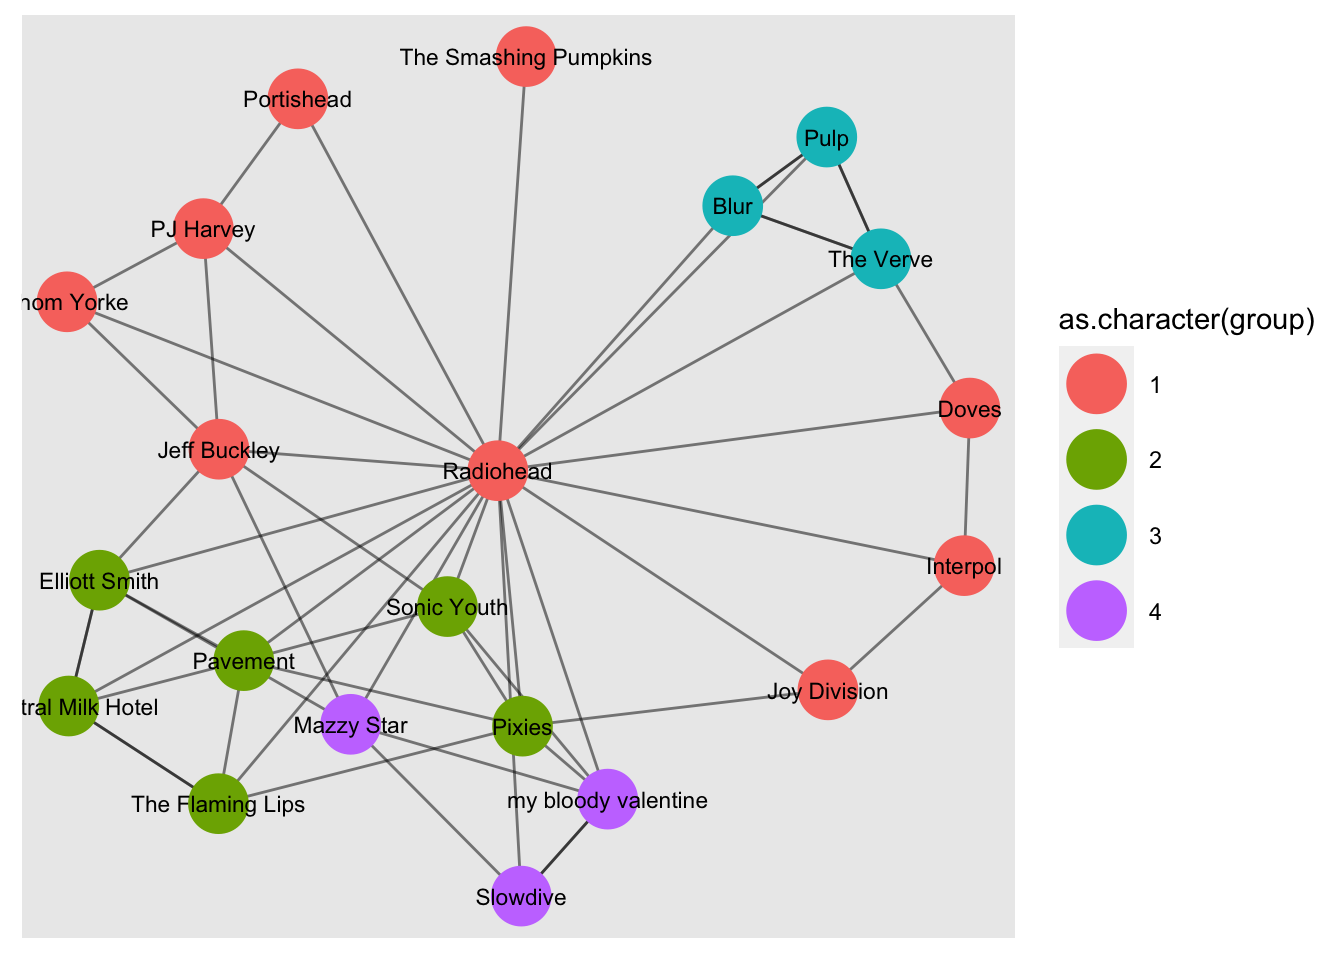 The Smashing Pumpkins
Portishead
Pulp
Blur
PJ Harvey
The Verve
nom Yorke
Doves
Jeff Buckley
Radiohead
Interpol
Elliott Smith
Sonic Youth
Pavement
Joy Division
tral Milk Hotel
Mazzy Star
Pixies
The Flaming Lips
my bloody valentine
Slowdive
as.character(group)
1
2
3
4